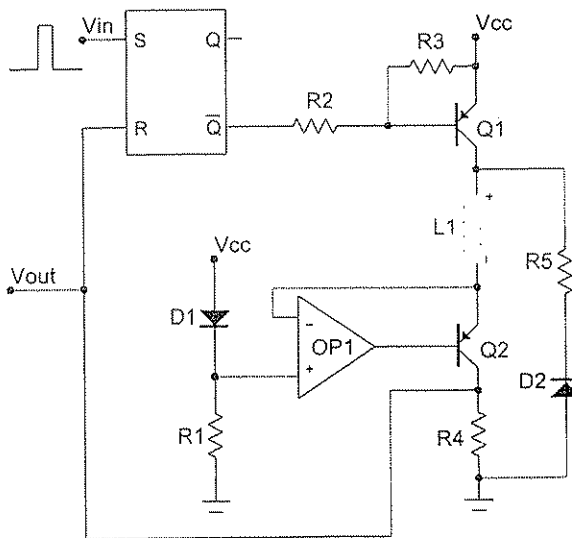 Vin
S
Q
R
Q̅
R2
R3
Vcc
Q1
L1
+
R5
Vout
Vcc
D1
-
OP1
+
Q2
D2
R1
R4